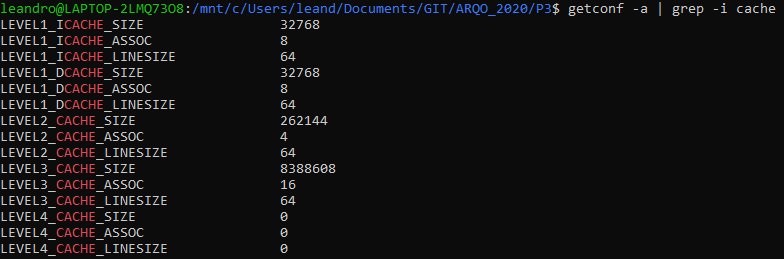 leandro@LAPTOP-2LMQ73O8:/mnt/c/Users/leand/Documents/GIT/ARQO_2020/P3$ getconf -a | grep -i cache
LEVEL1_ICACHE_SIZE 32768
LEVEL1_ICACHE_ASSOC 8
LEVEL1_ICACHE_LINESIZE 64
LEVEL1_DCACHE_SIZE 32768
LEVEL1_DCACHE_ASSOC 8
LEVEL1_DCACHE_LINESIZE 64
LEVEL2_CACHE_SIZE 262144
LEVEL2_CACHE_ASSOC 4
LEVEL2_CACHE_LINESIZE 64
LEVEL3_CACHE_SIZE 8388608
LEVEL3_CACHE_ASSOC 16
LEVEL3_CACHE_LINESIZE 64
LEVEL4_CACHE_SIZE 0
LEVEL4_CACHE_ASSOC 0
LEVEL4_CACHE_LINESIZE 0